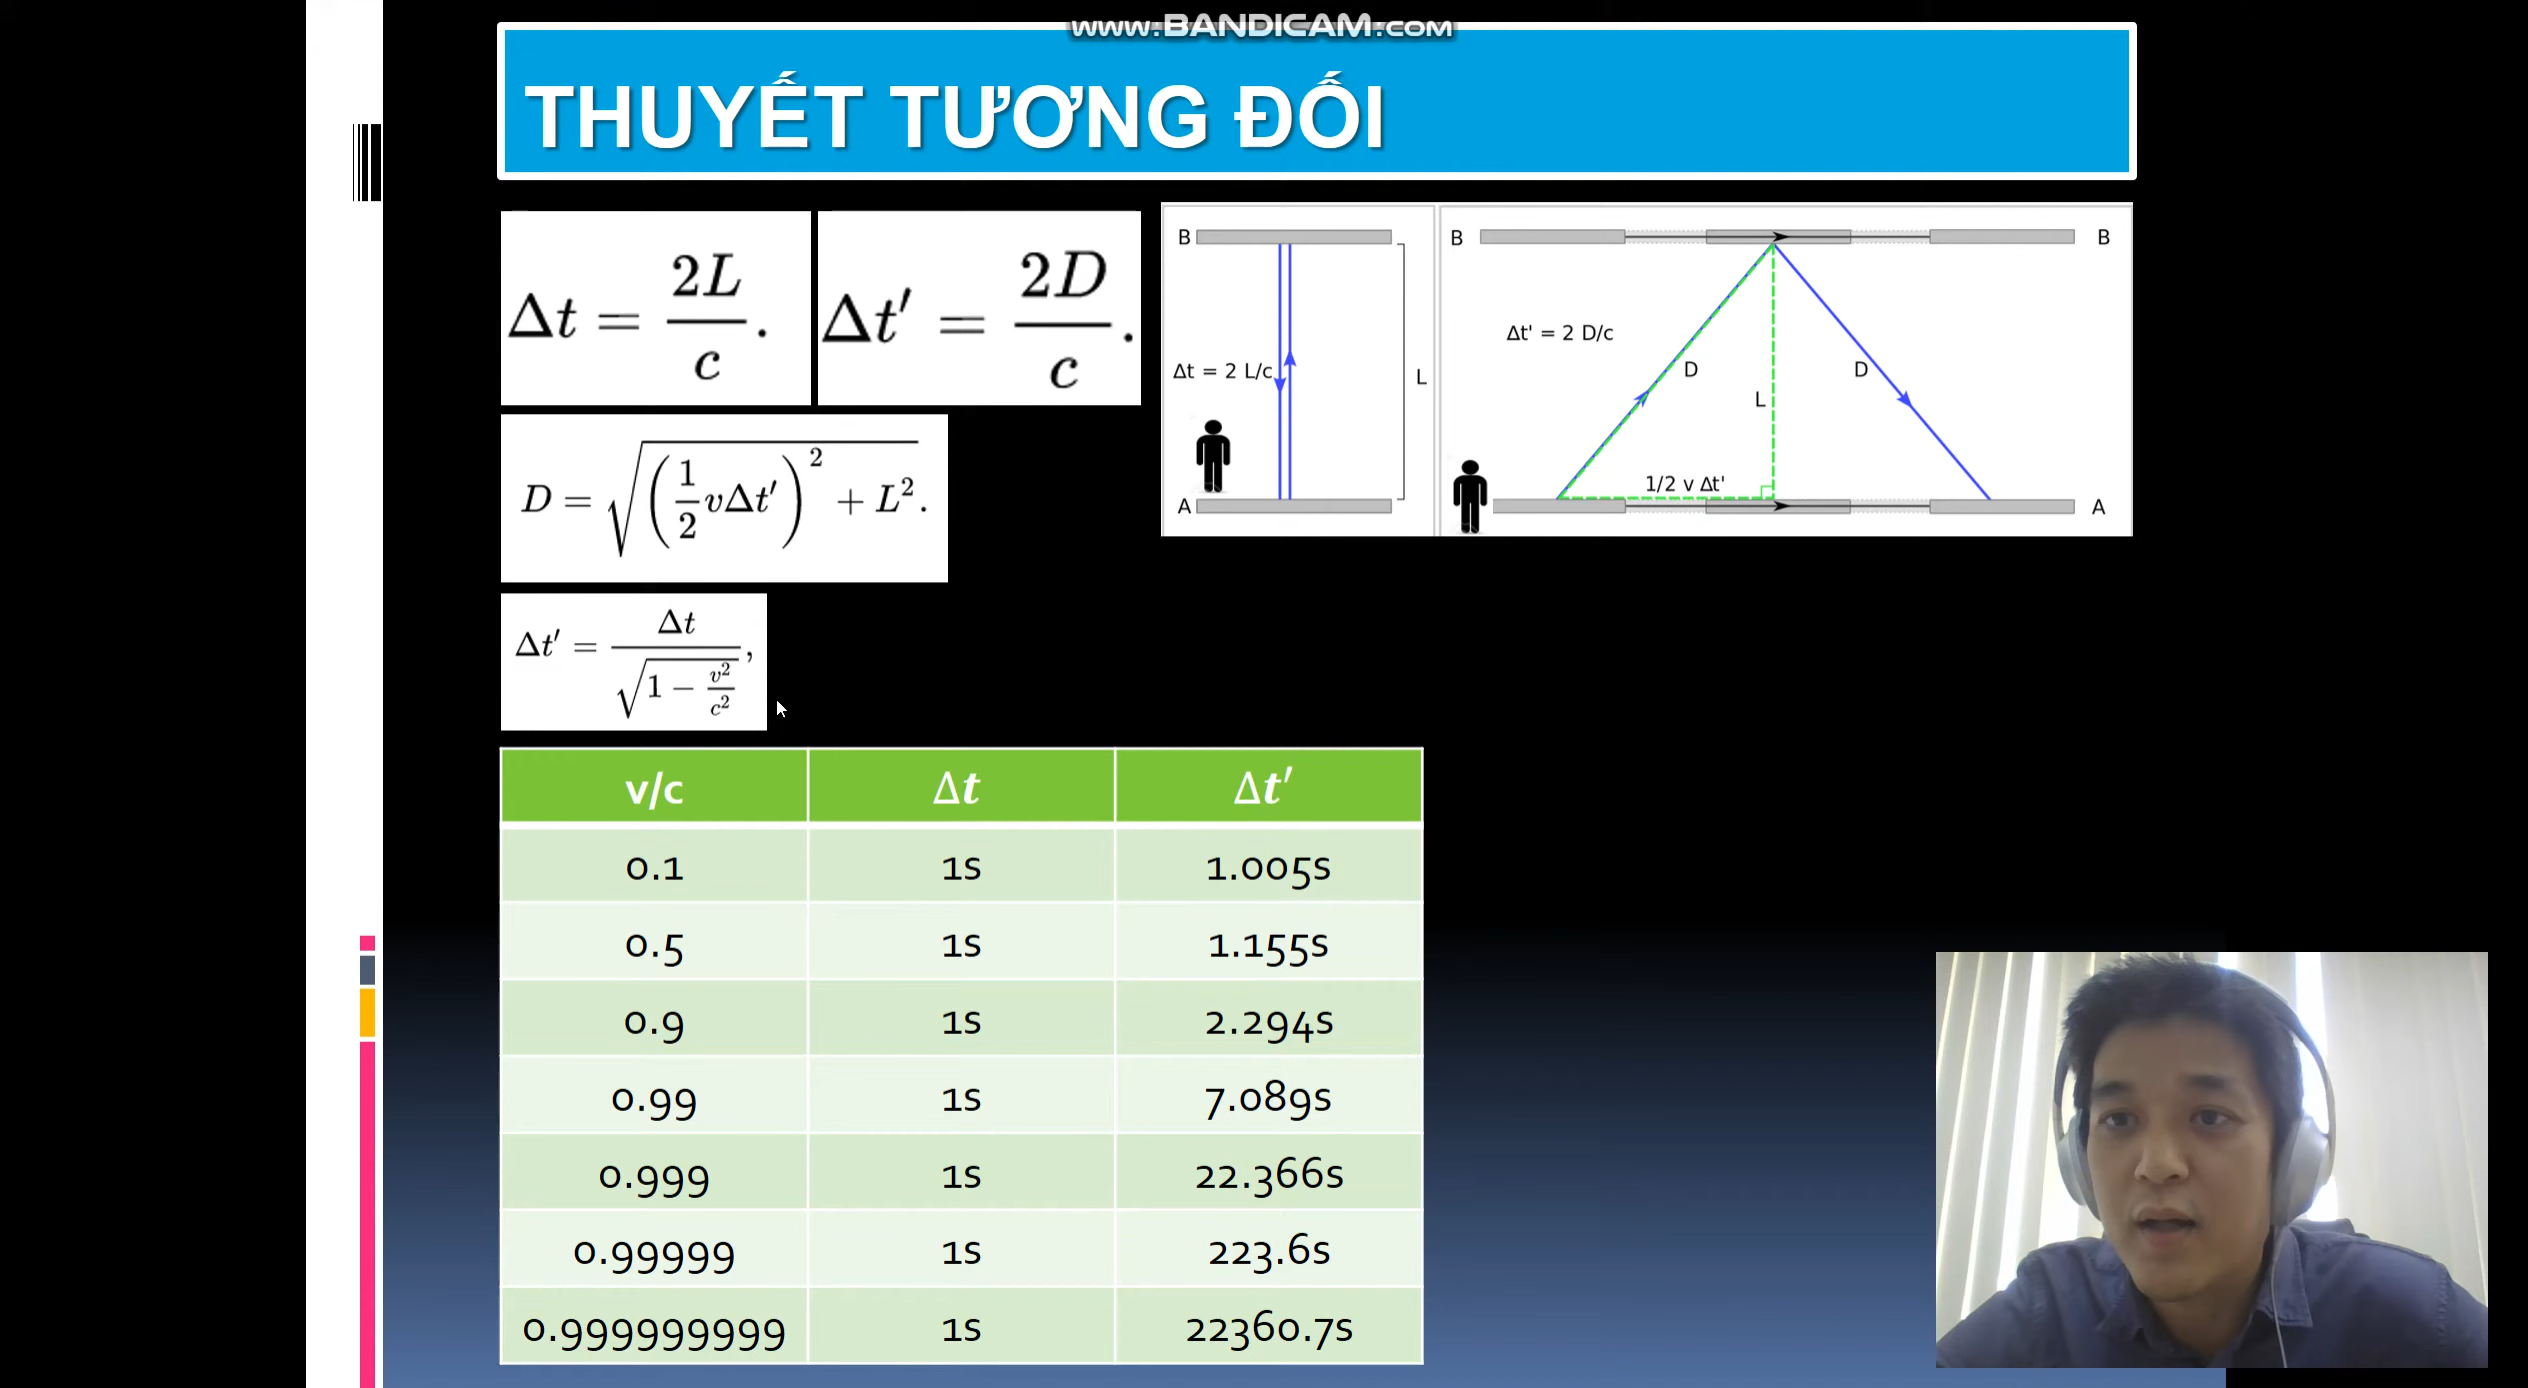 www.BANDICAM.com
THUYẾT TƯƠNG ĐỐI
Δt = 2L/c.
Δt′ = 2D/c.
D = √((1/2 vΔt′)² + L²).
Δt′ = Δt/√(1 − v²/c²),
B
Δt = 2 L/c
L
A
B B
Δt' = 2 D/c
D D
L
1/2 v Δt'
A
v/c Δt Δt′
0.1 1s 1.005s
0.5 1s 1.155s
0.9 1s 2.294s
0.99 1s 7.089s
0.999 1s 22.366s
0.99999 1s 223.6s
0.999999999 1s 22360.7s